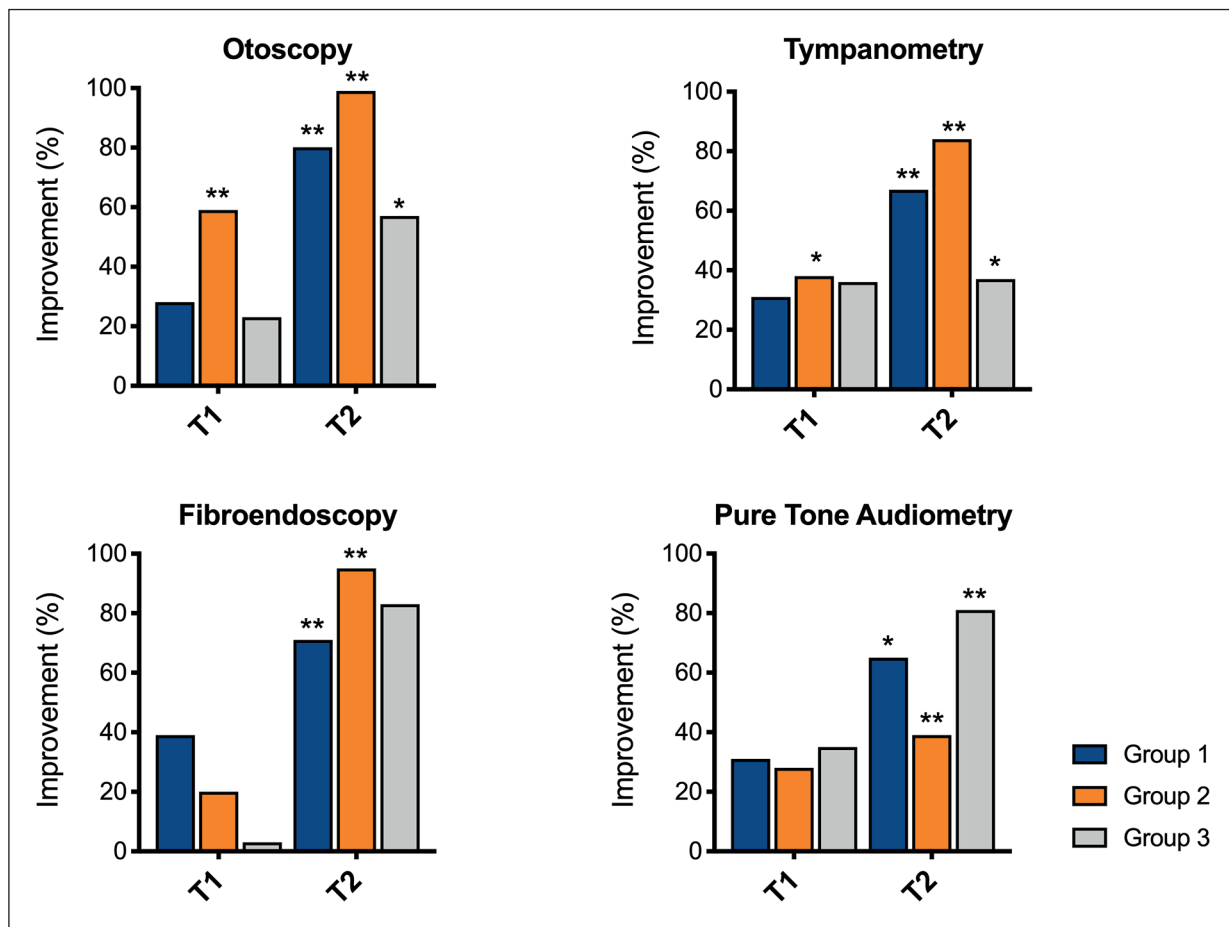 Otoscopy
Improvement (%)
100
80
60
40
20
0
**
**
**
*
T1
T2
Tympanometry
Improvement (%)
100
80
60
40
20
0
*
**
**
*
T1
T2
Fibroendoscopy
Improvement (%)
100
80
60
40
20
0
**
**
T1
T2
Pure Tone Audiometry
Improvement (%)
100
80
60
40
20
0
*
**
**
T1
T2
Group 1
Group 2
Group 3